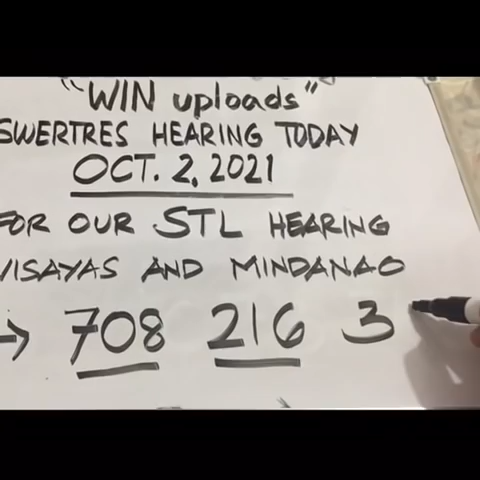 "WIN uploads"
SWERTRES HEARING TODAY
OCT. 2, 2021
FOR OUR STL HEARING
VISAYAS AND MINDANAO
→ 708 216 3